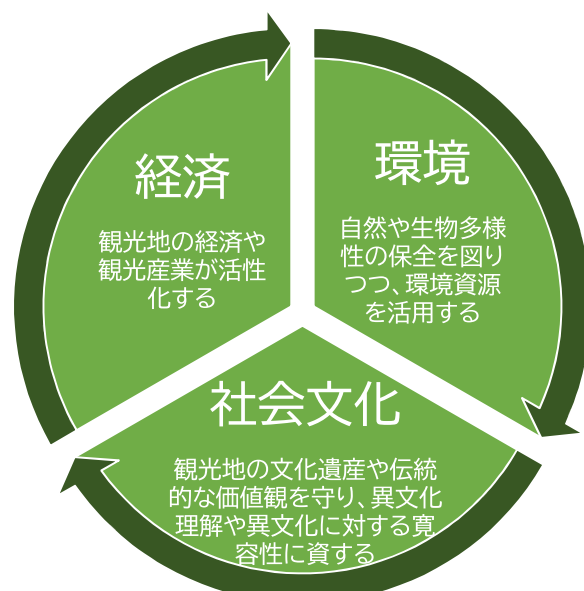 経済
観光地の経済や
観光産業が活性
化する
環境
自然や生物多様
性の保全を図り
つつ、環境資源
を活用する
社会文化
観光地の文化遺産や伝統
的な価値観を守り、異文化
理解や異文化に対する寛
容性に資する